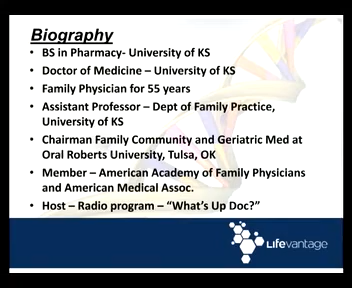 Biography
• BS in Pharmacy- University of KS
• Doctor of Medicine – University of KS
• Family Physician for 55 years
• Assistant Professor – Dept of Family Practice,
University of KS
• Chairman Family Community and Geriatric Med at
Oral Roberts University, Tulsa, OK
• Member – American Academy of Family Physicians
and American Medical Assoc.
• Host – Radio program – “What’s Up Doc?”
Lifevantage